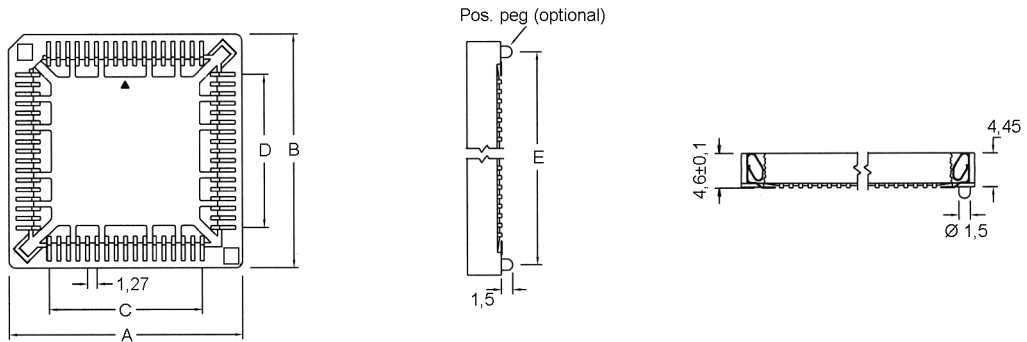 Pos. peg (optional)
D
B
E
4,6±0,1
4,45
Ø 1,5
1,27
C
A
1,5